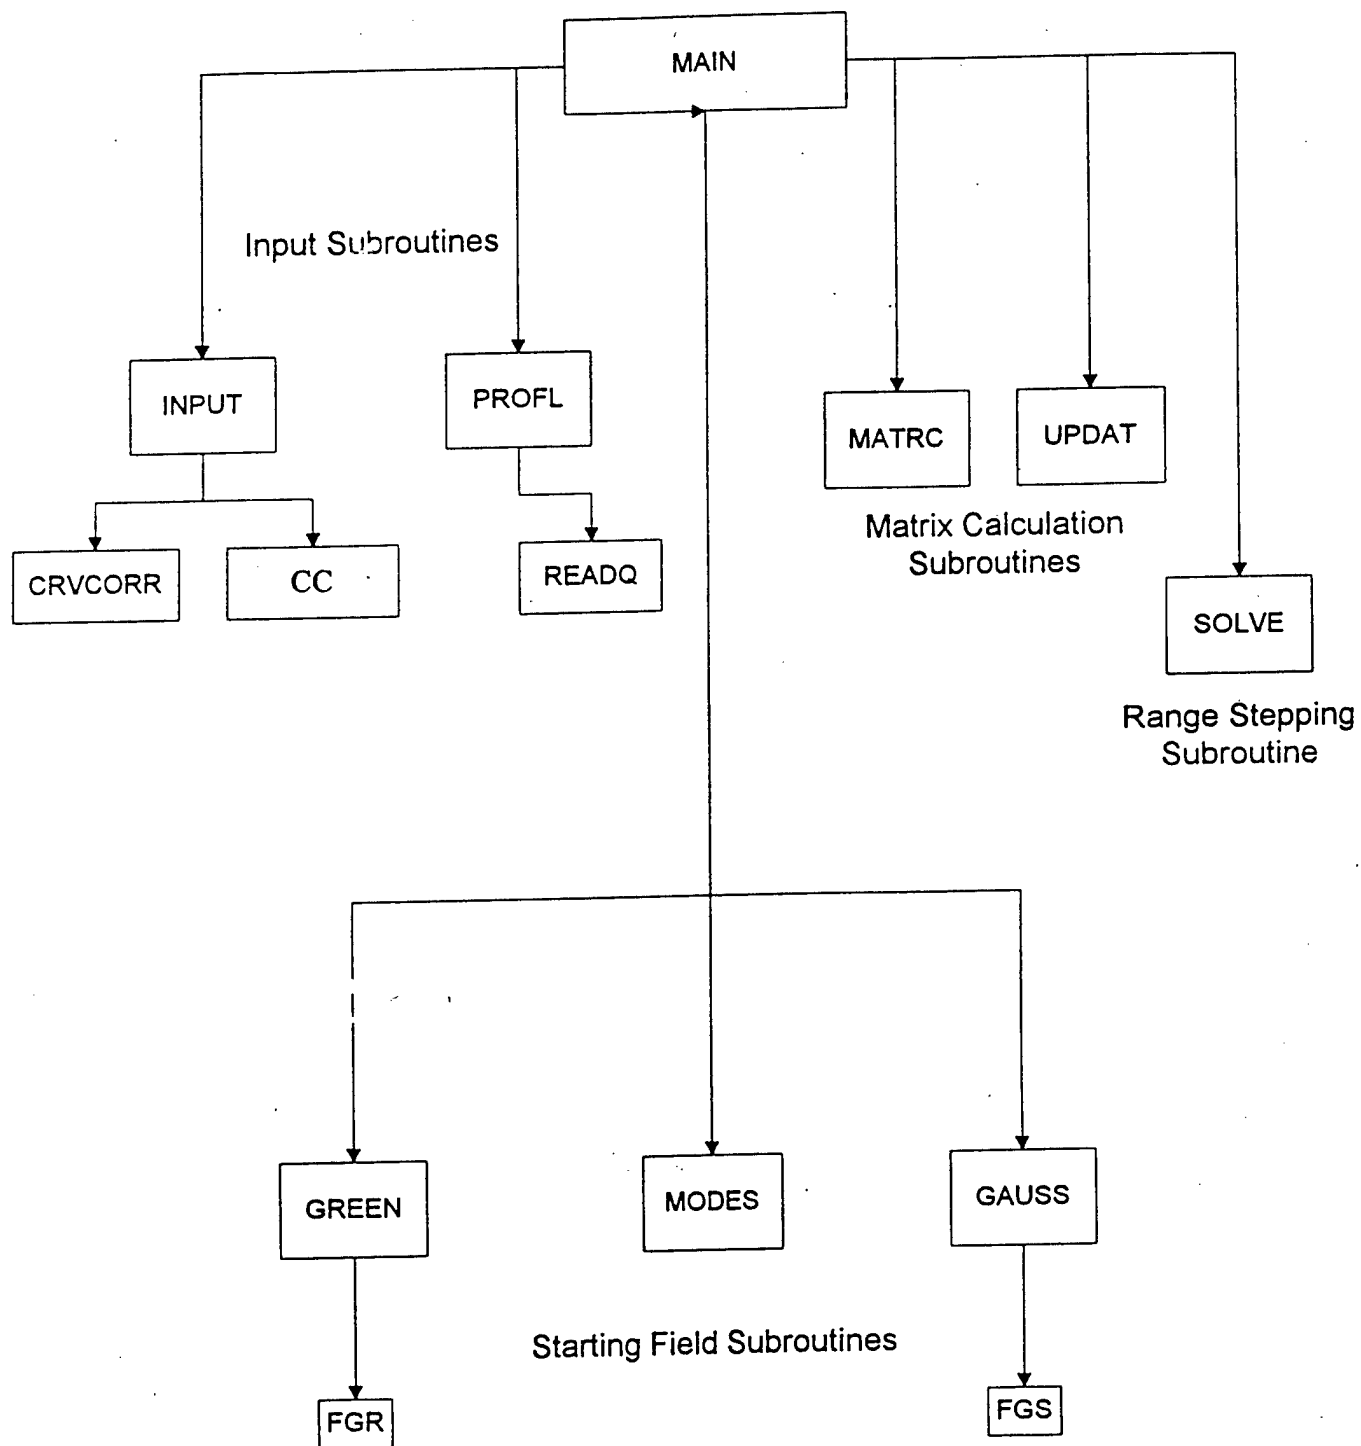 MAIN
Input Subroutines
INPUT
PROFL
MATRC
UPDAT
Matrix Calculation
Subroutines
CRVCORR
CC
READQ
SOLVE
Range Stepping
Subroutine
GREEN
MODES
GAUSS
Starting Field Subroutines
FGR
FGS